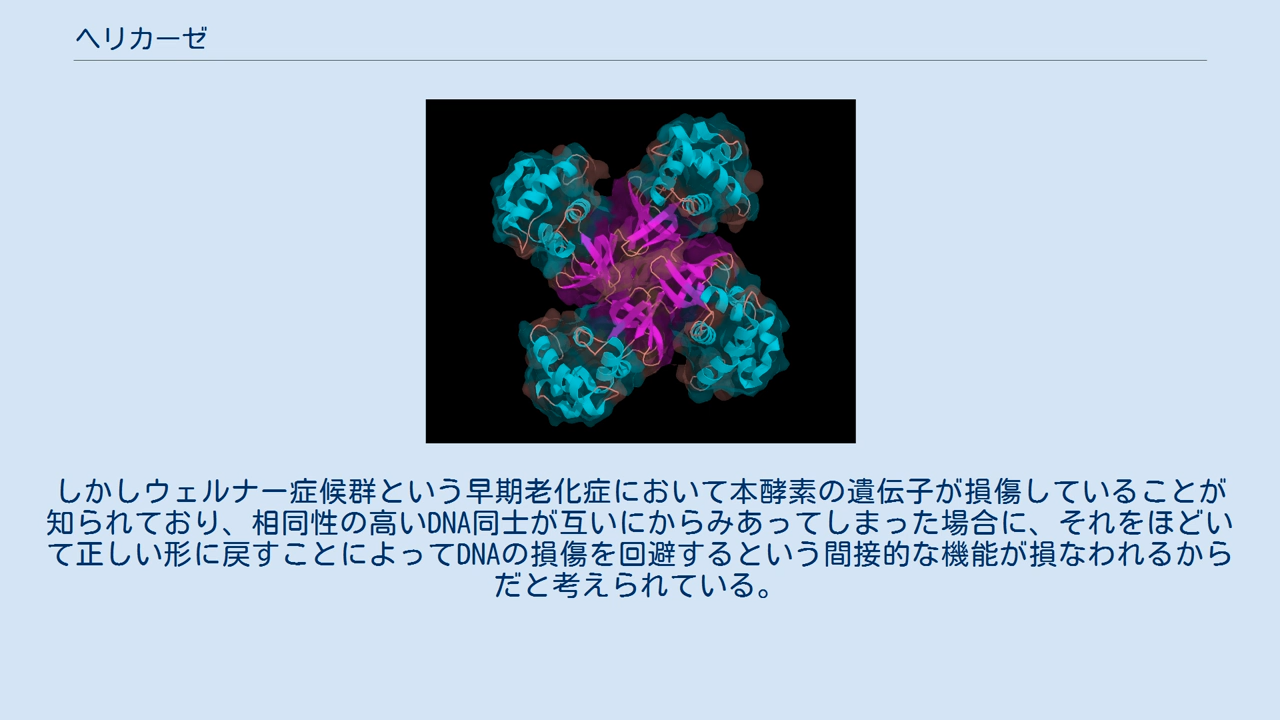 ヘリカーゼ
しかしウェルナー症候群という早期老化症において本酵素の遺伝子が損傷していることが
知られており、相同性の高いDNA同士が互いにからみあってしまった場合に、それをほどい
て正しい形に戻すことによってDNAの損傷を回避するという間接的な機能が損なわれるから
だと考えられている。